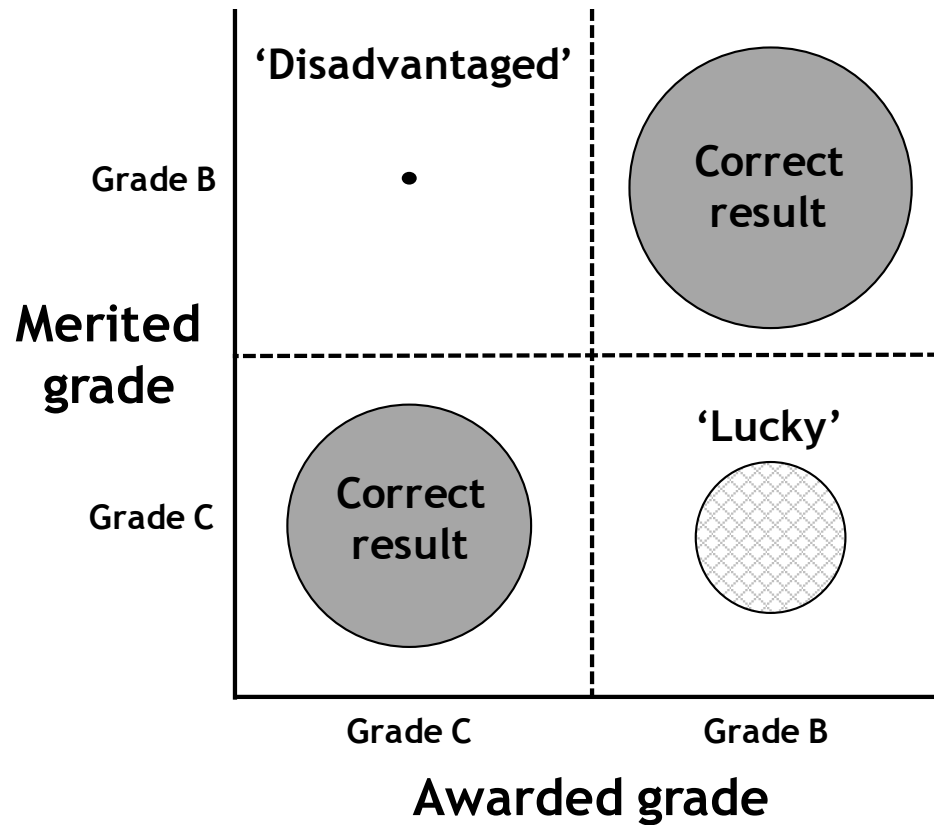 ‘Disadvantaged’
Correct
result
Grade B
Merited
grade
‘Lucky’
Correct
result
Grade C
Grade C
Grade B
Awarded grade